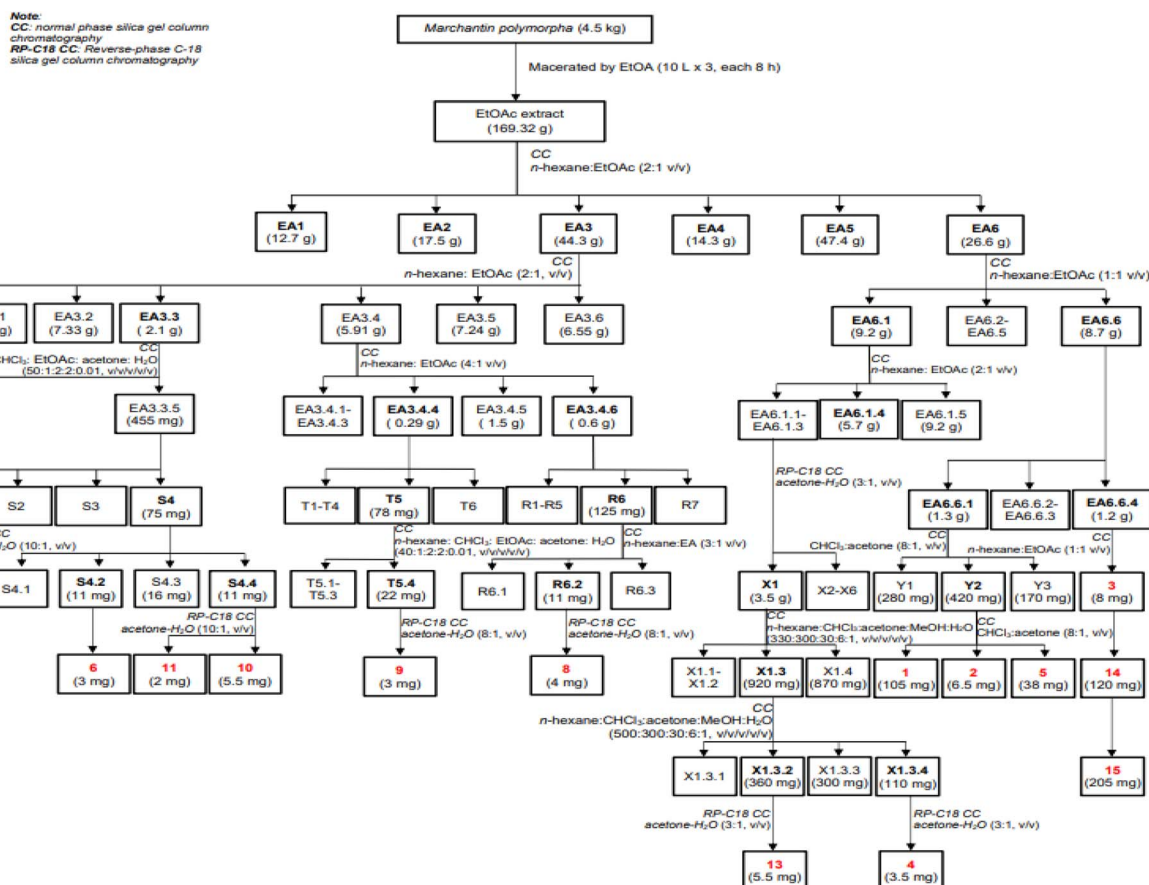 Note:
CC: normal phase silica gel column
chromatography
RP-C18 CC: Reverse-phase C-18
silica gel column chromatography
Marchantin polymorpha (4.5 kg)
Macerated by EtOA (10 L x 3, each 8 h)
EtOAc extract
(169.32 g)
CC
n-hexane:EtOAc (2:1 v/v)
EA1
(12.7 g)
EA2
(17.5 g)
EA3
(44.3 g)
EA4
(14.3 g)
EA5
(47.4 g)
EA6
(26.6 g)
CC
n-hexane: EtOAc (2:1, v/v)
CC
n-hexane:EtOAc (1:1 v/v)
1
g)
EA3.2
(7.33 g)
EA3.3
( 2.1 g)
EA3.4
(5.91 g)
EA3.5
(7.24 g)
EA3.6
(6.55 g)
EA6.1
(9.2 g)
EA6.2-
EA6.5
EA6.6
(8.7 g)
CC
CHCl₃: EtOAc: acetone: H₂O
(50:1:2:2:0.01, v/v/v/v/v)
CC
n-hexane: EtOAc (4:1 v/v)
CC
n-hexane: EtOAc (2:1 v/v)
EA3.3.5
(455 mg)
EA3.4.1-
EA3.4.3
EA3.4.4
( 0.29 g)
EA3.4.5
( 1.5 g)
EA3.4.6
( 0.6 g)
EA6.1.1-
EA6.1.3
EA6.1.4
(5.7 g)
EA6.1.5
(9.2 g)
RP-C18 CC
acetone-H₂O (3:1, v/v)
S2
S3
S4
(75 mg)
T1-T4
T5
(78 mg)
T6
R1-R5
R6
(125 mg)
R7
EA6.6.1
(1.3 g)
EA6.6.2-
EA6.6.3
EA6.6.4
(1.2 g)
CC
H₂O (10:1, v/v)
CC
n-hexane: CHCl₃: EtOAc: acetone: H₂O
(40:1:2:2:0.01, v/v/v/v/v)
CC
n-hexane:EA (3:1 v/v)
CC
CHCl₃:acetone (8:1, v/v)
n-hexane:EtOAc (1:1 v/v)
S4.1
S4.2
(11 mg)
S4.3
(16 mg)
S4.4
(11 mg)
T5.1-
T5.3
T5.4
(22 mg)
R6.1
R6.2
(11 mg)
R6.3
X1
(3.5 g)
X2-X6
Y1
(280 mg)
Y2
(420 mg)
Y3
(170 mg)
3
(8 mg)
RP-C18 CC
acetone-H₂O (10:1, v/v)
RP-C18 CC
acetone-H₂O (8:1, v/v)
RP-C18 CC
acetone-H₂O (8:1, v/v)
CC
n-hexane:CHCl₃:acetone:MeOH:H₂O
(330:300:30:6:1, v/v/v/v/v)
CC
CHCl₃:acetone (8:1, v/v)
6
(3 mg)
11
(2 mg)
10
(5.5 mg)
9
(3 mg)
8
(4 mg)
X1.1-
X1.2
X1.3
(920 mg)
X1.4
(870 mg)
1
(105 mg)
2
(6.5 mg)
5
(38 mg)
14
(120 mg)
CC
n-hexane:CHCl₃:acetone:MeOH:H₂O
(500:300:30:6:1, v/v/v/v/v)
X1.3.1
X1.3.2
(360 mg)
X1.3.3
(300 mg)
X1.3.4
(110 mg)
15
(205 mg)
RP-C18 CC
acetone-H₂O (3:1, v/v)
RP-C18 CC
acetone-H₂O (3:1, v/v)
13
(5.5 mg)
4
(3.5 mg)